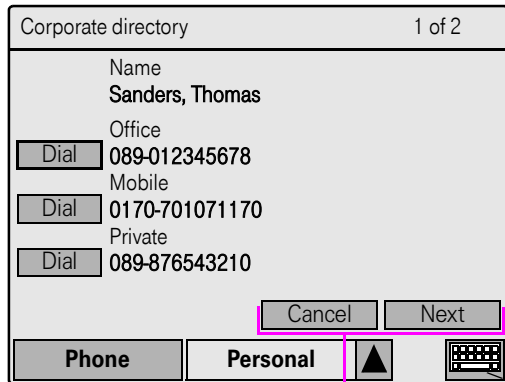 Corporate directory 1 of 2
Name
Sanders, Thomas
Office
Dial 089-012345678
Mobile
Dial 0170-701071170
Private
Dial 089-876543210
Cancel Next
Phone Personal